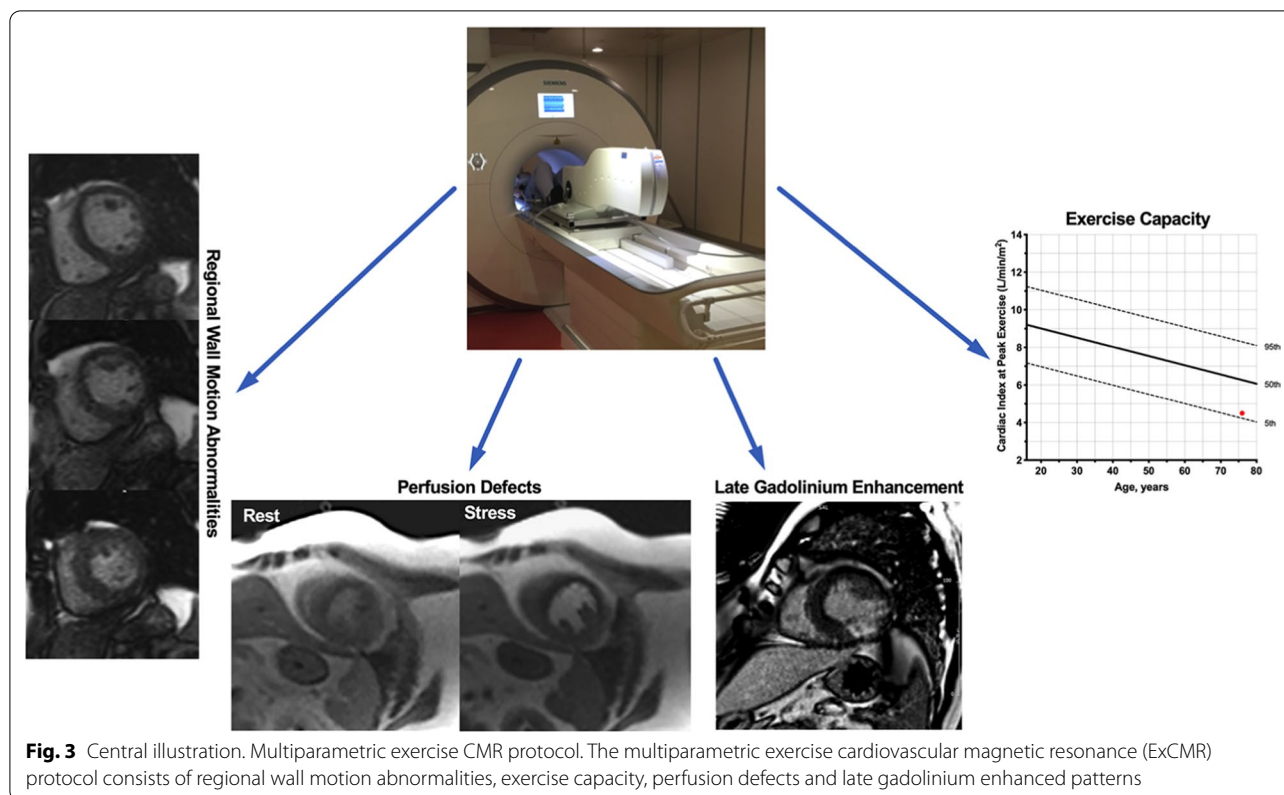 SIEMENS
Regional Wall Motion Abnormalities
Exercise Capacity
Cardiac Index at Peak Exercise (L/min/m²)
14
12
10
8
6
4
2
95th
50th
5th
20 30 40 50 60 70 80
Age, years
Perfusion Defects
Rest
Stress
Late Gadolinium Enhancement
Fig. 3 Central illustration. Multiparametric exercise CMR protocol. The multiparametric exercise cardiovascular magnetic resonance (ExCMR)
protocol consists of regional wall motion abnormalities, exercise capacity, perfusion defects and late gadolinium enhanced patterns